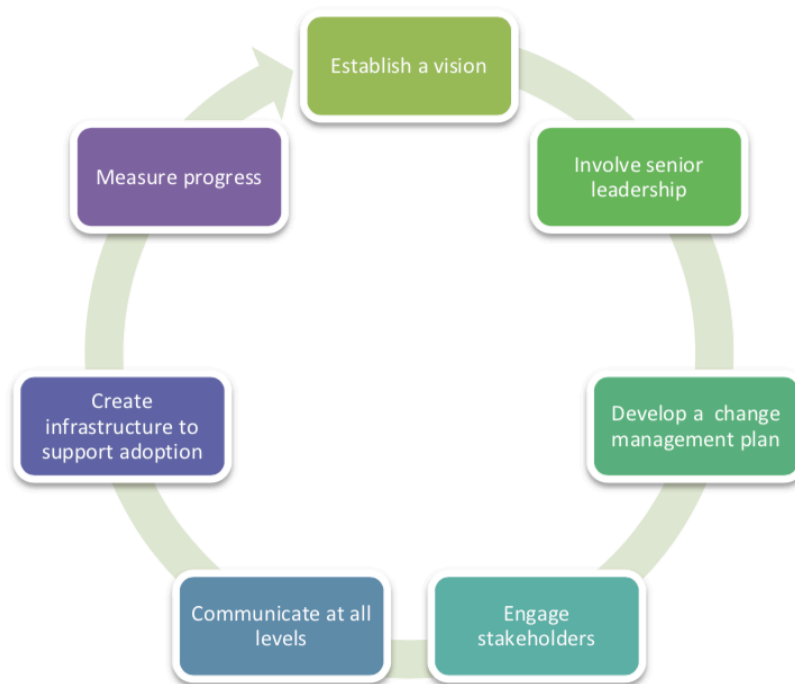 Establish a vision
Involve senior
leadership
Develop a change
management plan
Engage
stakeholders
Communicate at all
levels
Create
infrastructure to
support adoption
Measure progress